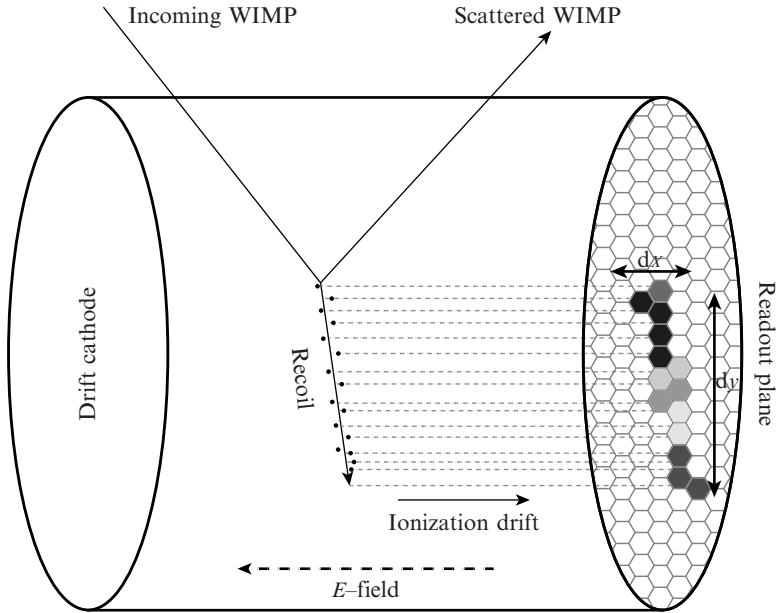 Incoming WIMP
Scattered WIMP
dx
Readout plane
Drift cathode
Recoil
dy
Ionization drift
E–field